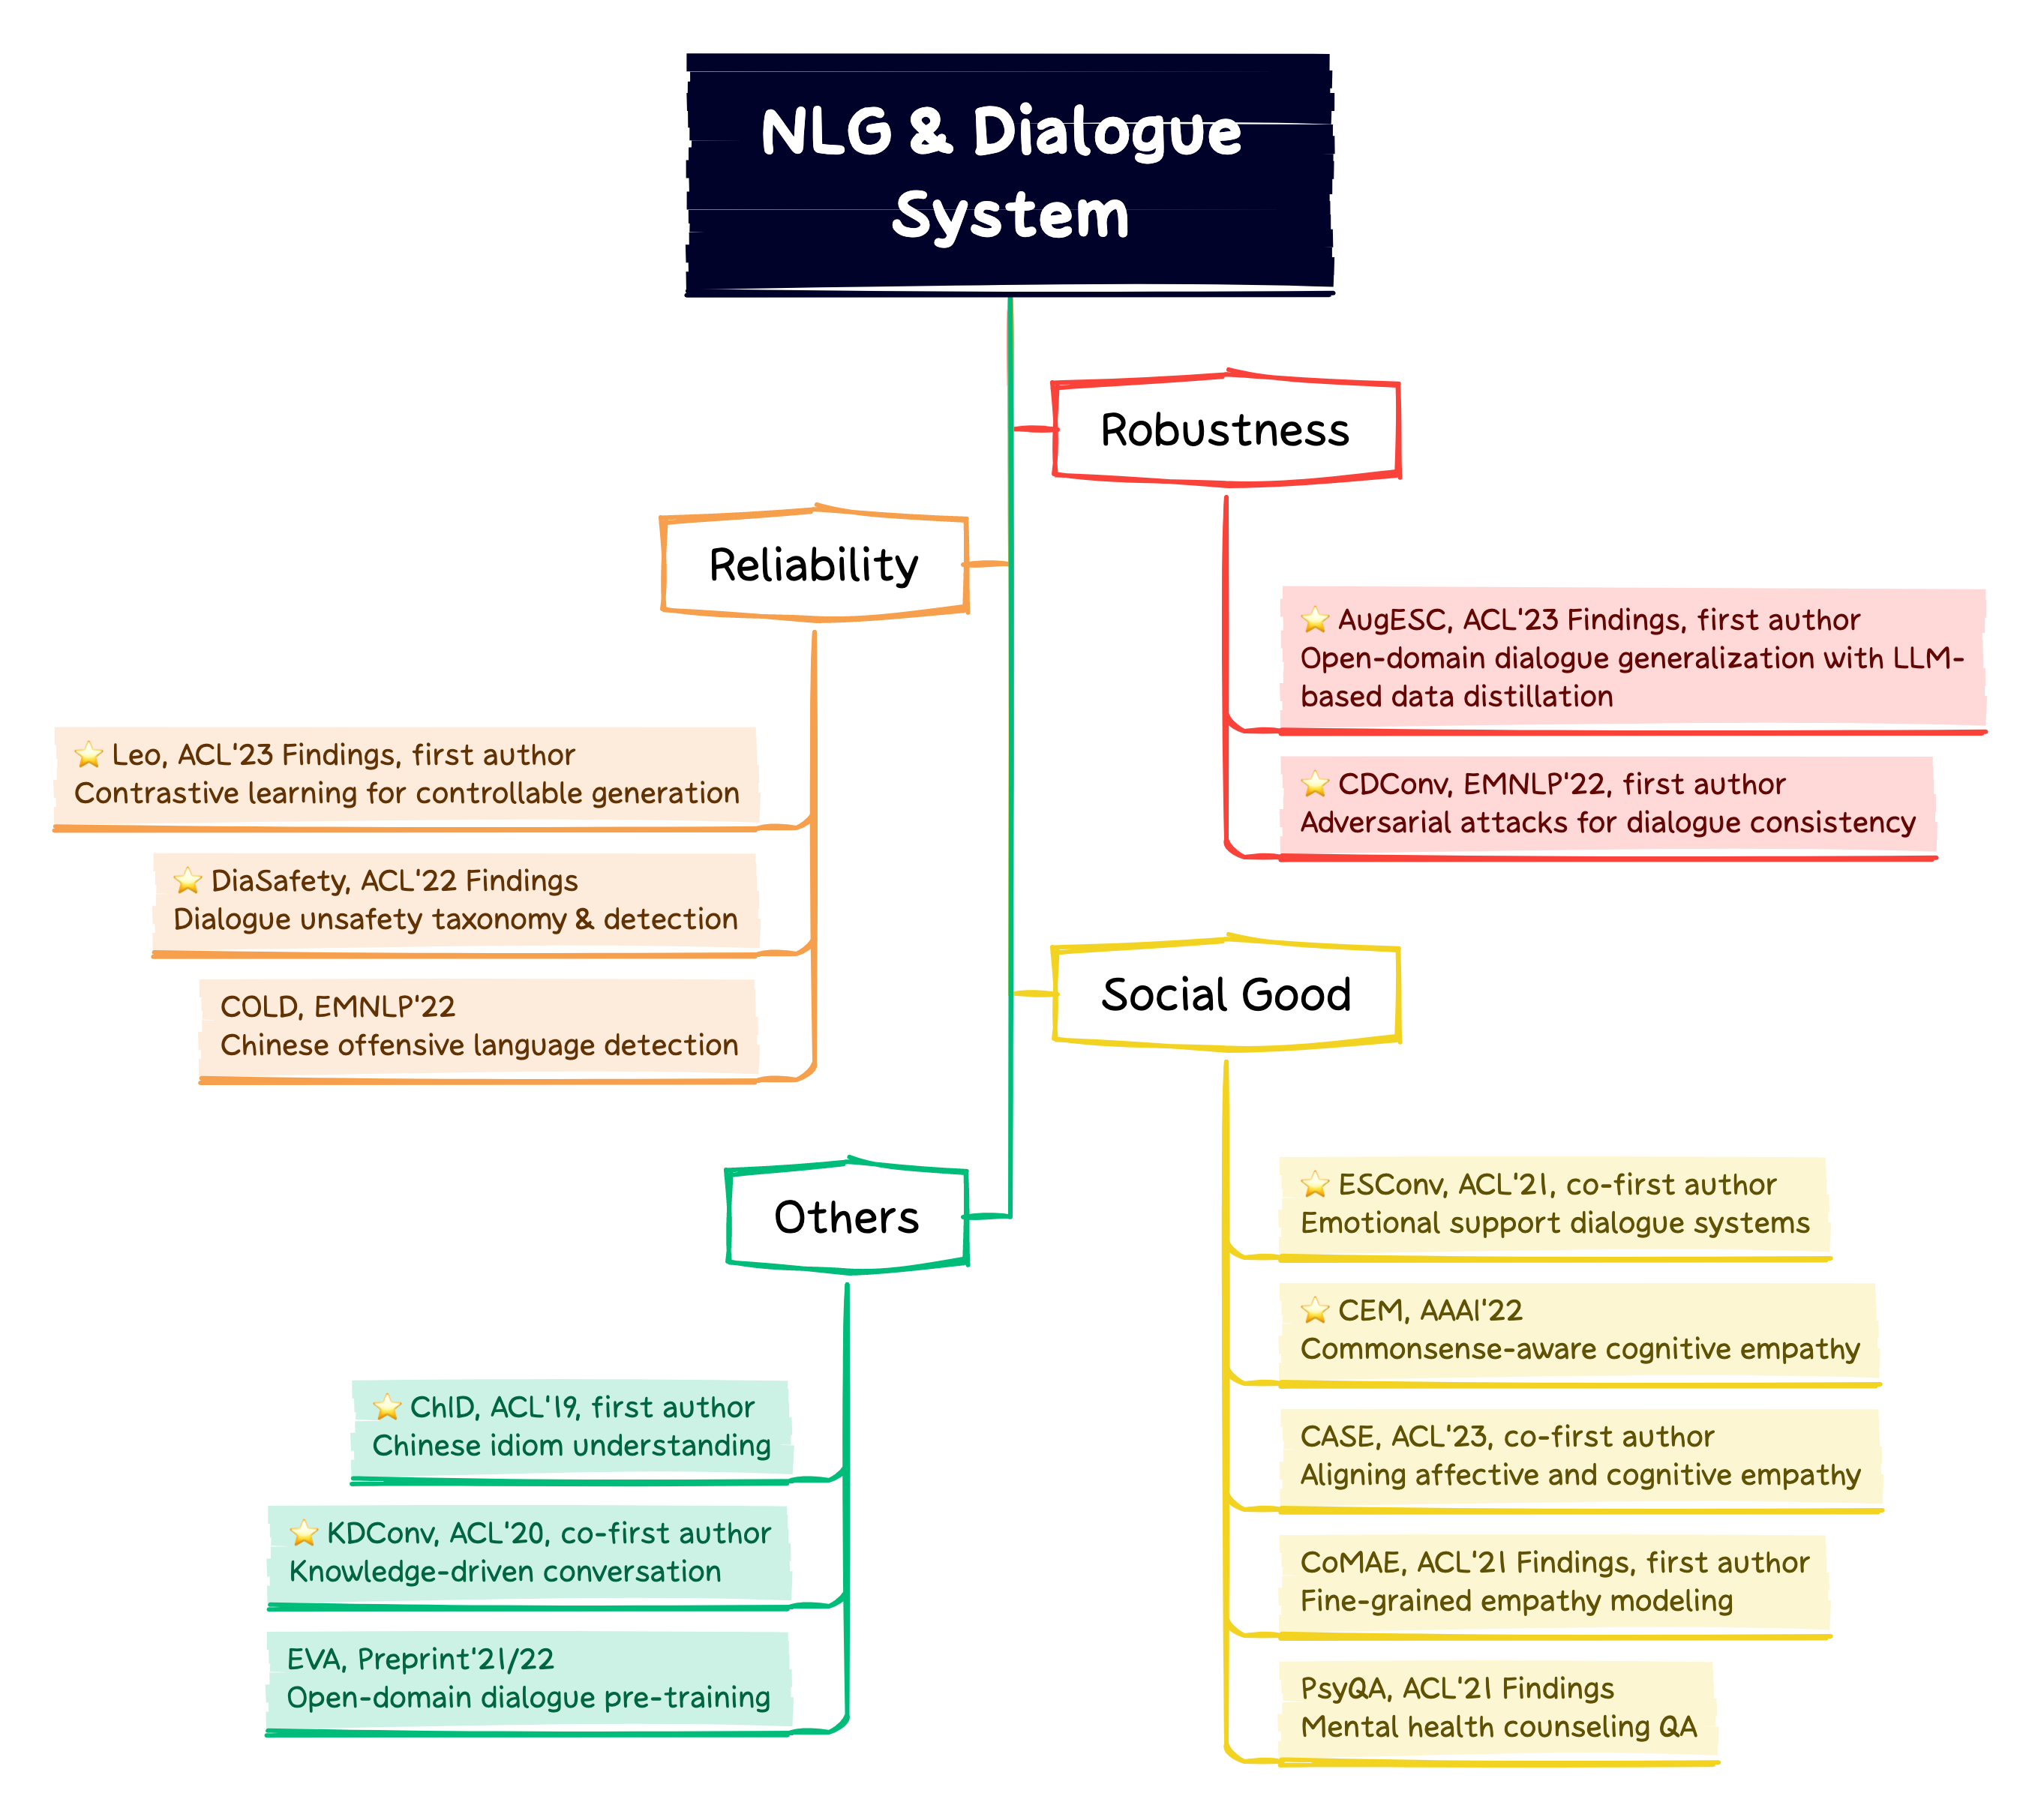 NLG & Dialogue
System
Robustness
⭐ AugESC, ACL'23 Findings, first author
Open-domain dialogue generalization with LLM-
based data distillation
⭐ CDConv, EMNLP'22, first author
Adversarial attacks for dialogue consistency
Reliability
⭐ Leo, ACL'23 Findings, first author
Contrastive learning for controllable generation
⭐ DiaSafety, ACL'22 Findings
Dialogue unsafety taxonomy & detection
COLD, EMNLP'22
Chinese offensive language detection
Social Good
⭐ ESConv, ACL'21, co-first author
Emotional support dialogue systems
⭐ CEM, AAAI'22
Commonsense-aware cognitive empathy
CASE, ACL'23, co-first author
Aligning affective and cognitive empathy
CoMAE, ACL'21 Findings, first author
Fine-grained empathy modeling
PsyQA, ACL'21 Findings
Mental health counseling QA
Others
⭐ ChID, ACL'19, first author
Chinese idiom understanding
⭐ KDConv, ACL'20, co-first author
Knowledge-driven conversation
EVA, Preprint'21/22
Open-domain dialogue pre-training